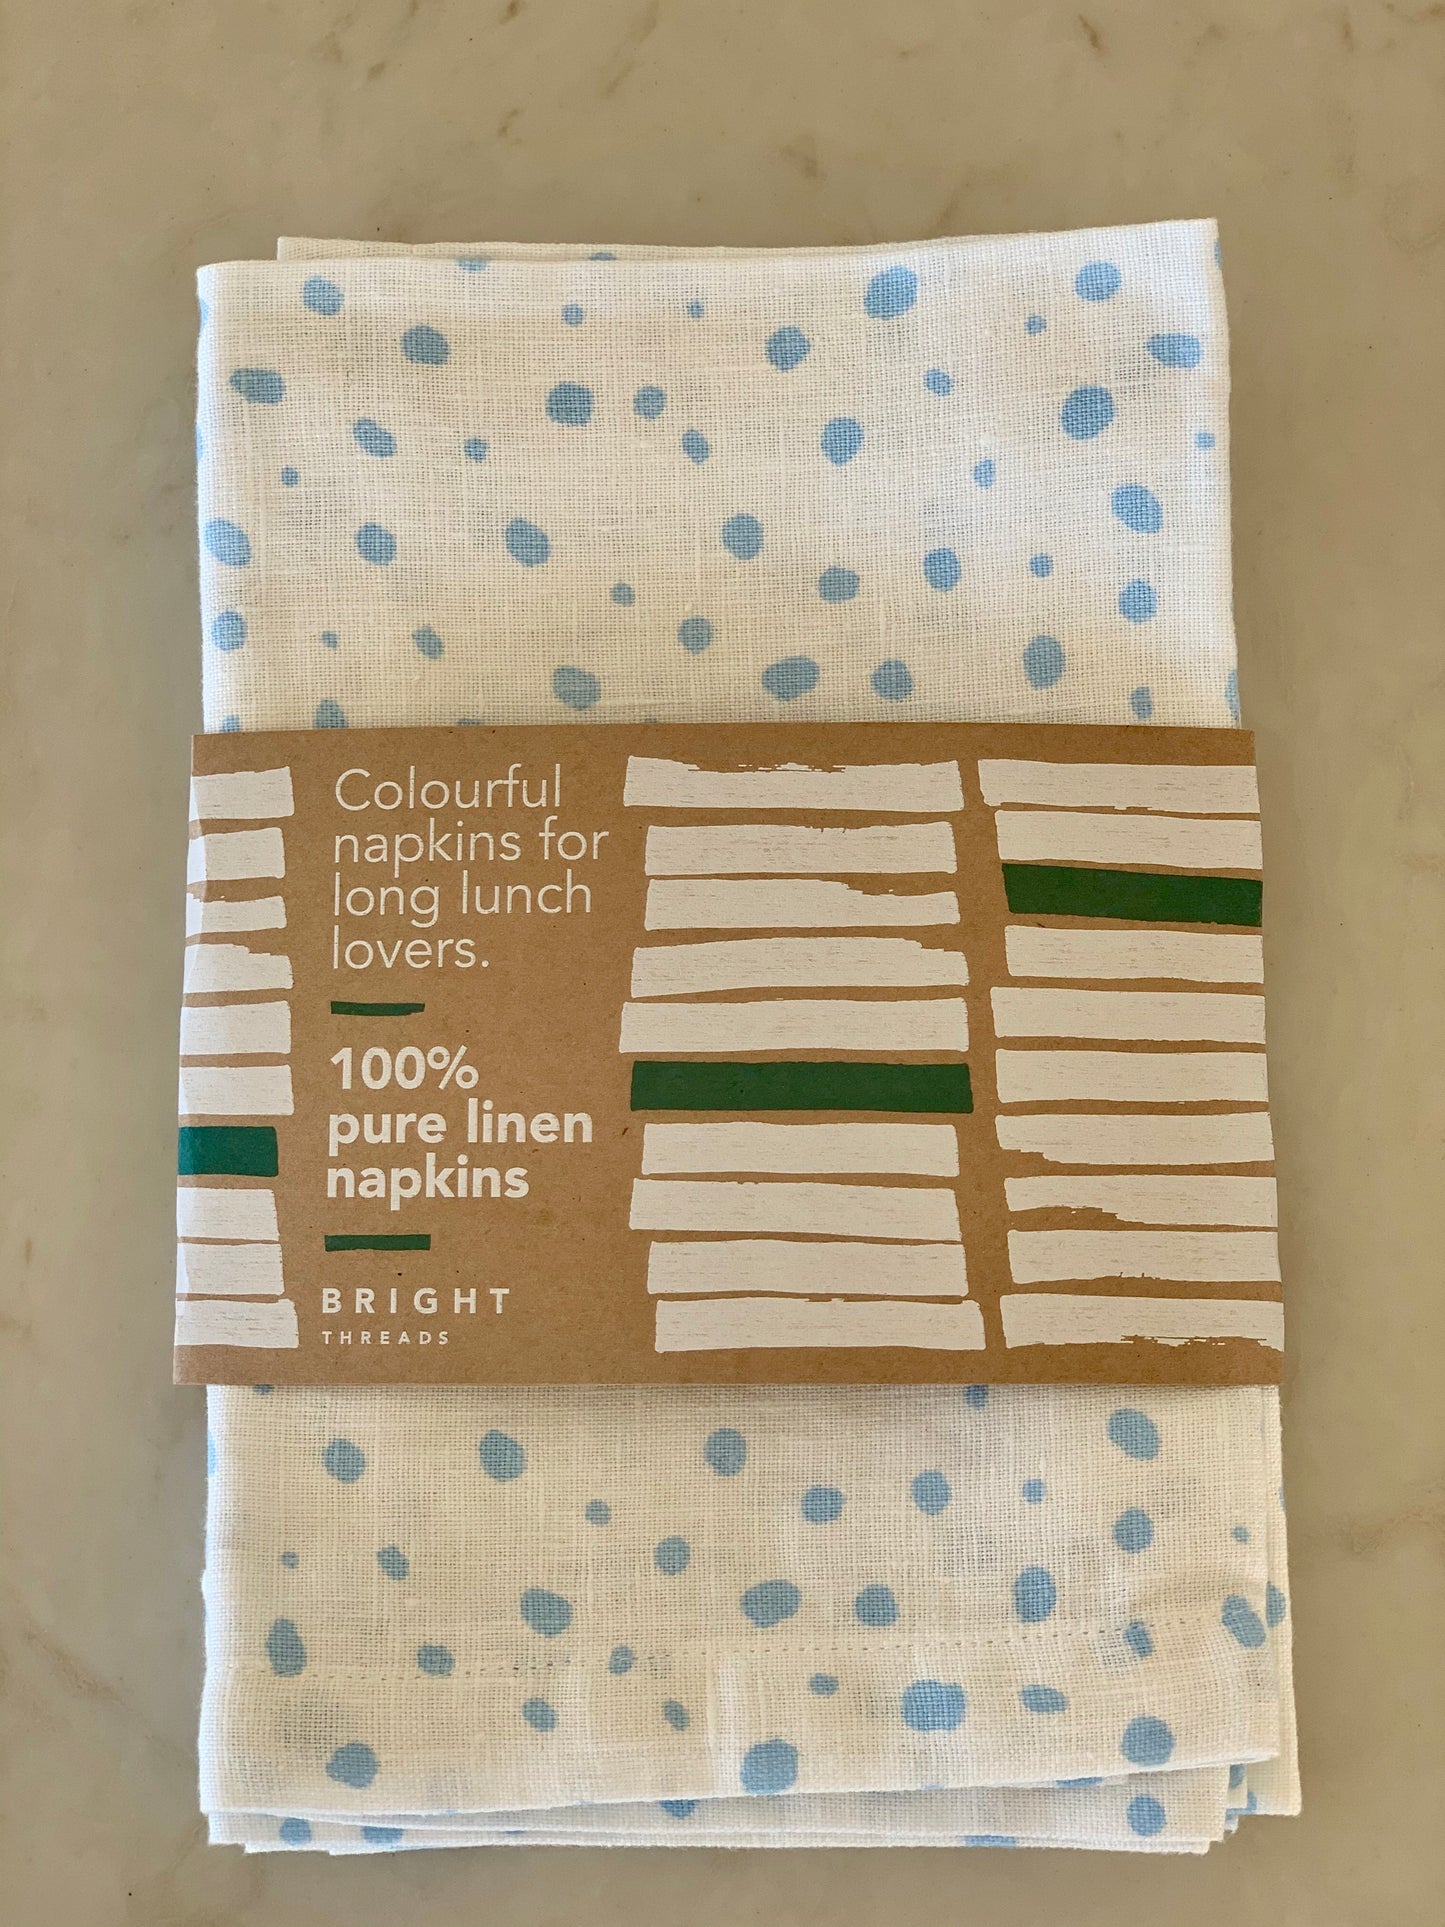 Colourful
napkins for
long lunch
lovers.
100%
pure linen
napkins
BRIGHT
THREADS